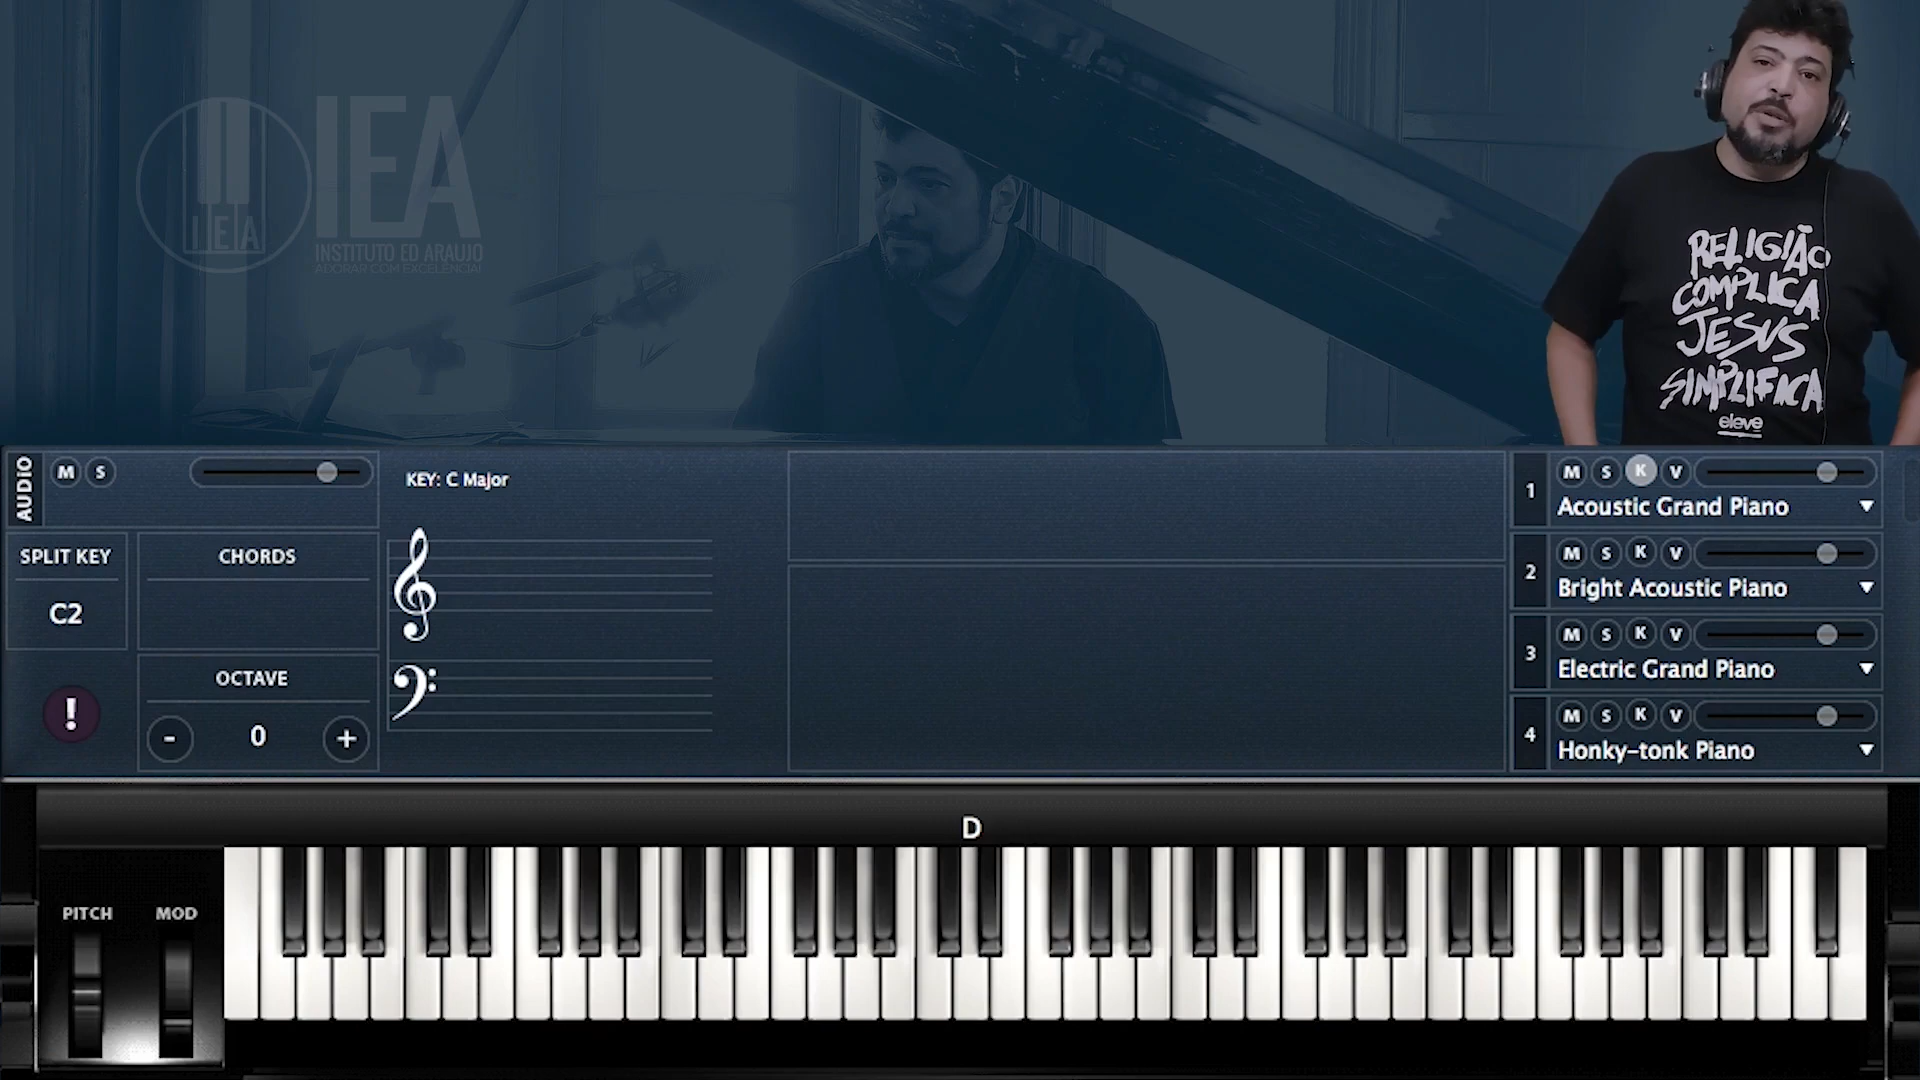 IEA
IEA
INSTITUTO ED ARAUJO
ADORAR COM EXCELENCIA!
RELIGIÃO
COMPLICA
JESUS
SIMPLIFICA
eleve
AUDiO
M S
KEY: C Major
SPLIT KEY
C2
CHORDS
!
OCTAVE
- 0 +
1
M S K V
Acoustic Grand Piano
2
M S K V
Bright Acoustic Piano
3
M S K V
Electric Grand Piano
4
M S K V
Honky-tonk Piano
D
PITCH MOD